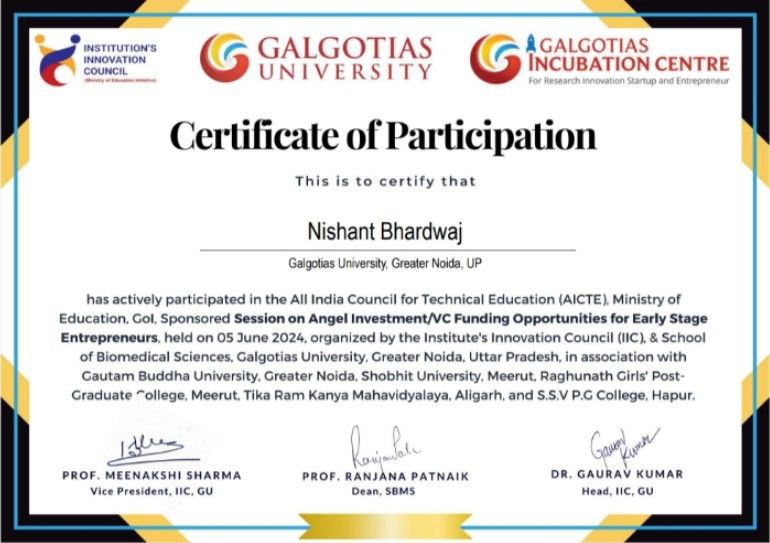 INSTITUTION'S
INNOVATION
COUNCIL
(Ministry of Education Initiative)
GALGOTIAS
UNIVERSITY
GALGOTIAS
INCUBATION CENTRE
For Research Innovation Startup and Entrepreneur
Certificate of Participation
This is to certify that
Nishant Bhardwaj
Galgotias University, Greater Noida, UP
has actively participated in the All India Council for Technical Education (AICTE), Ministry of
Education, GoI, Sponsored Session on Angel Investment/VC Funding Opportunities for Early Stage
Entrepreneurs, held on 05 June 2024, organized by the Institute's Innovation Council (IIC), & School
of Biomedical Sciences, Galgotias University, Greater Noida, Uttar Pradesh, in association with
Gautam Buddha University, Greater Noida, Shobhit University, Meerut, Raghunath Girls' Post-
Graduate College, Meerut, Tika Ram Kanya Mahavidyalaya, Aligarh, and S.S.V P.G College, Hapur.
Gaurav
Kumar
PROF. MEENAKSHI SHARMA
Vice President, IIC, GU
PROF. RANJANA PATNAIK
Dean, SBMS
DR. GAURAV KUMAR
Head, IIC, GU